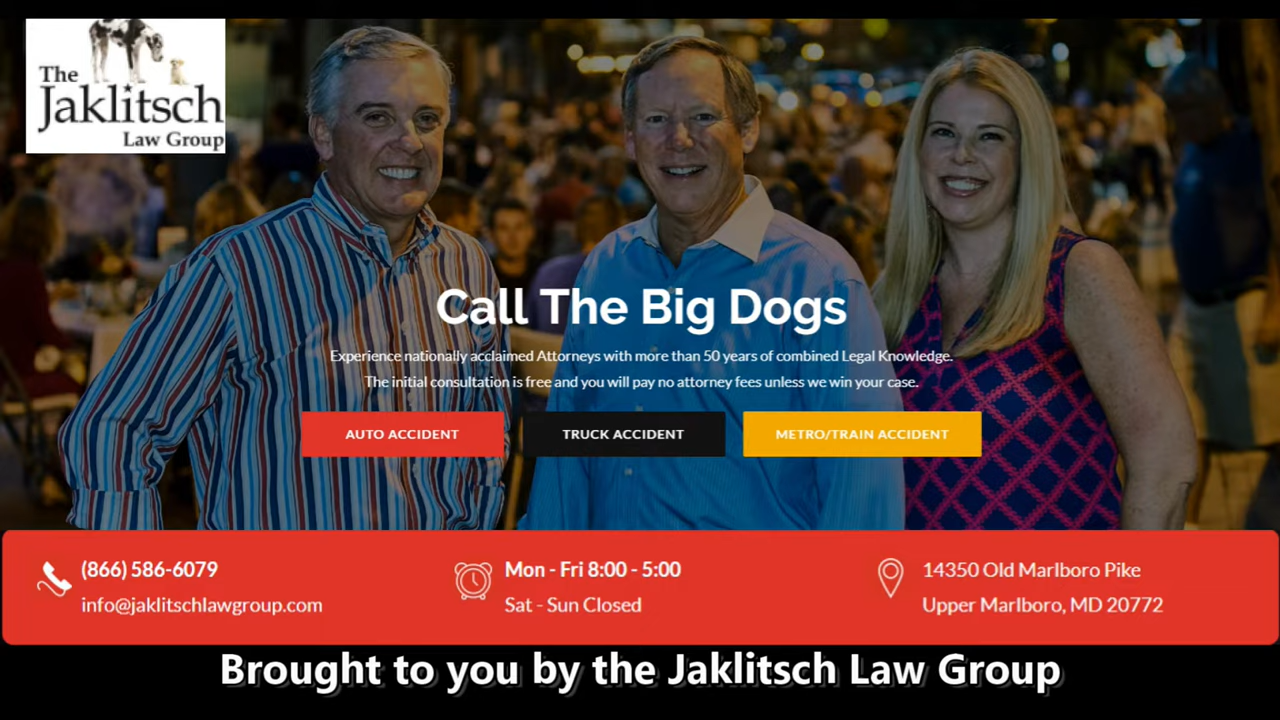 The
Jaklitsch
Law Group
Call The Big Dogs
Experience nationally acclaimed Attorneys with more than 50 years of combined Legal Knowledge.
The initial consultation is free and you will pay no attorney fees unless we win your case.
AUTO ACCIDENT
TRUCK ACCIDENT
METRO/TRAIN ACCIDENT
(866) 586-6079
info@jaklitschlawgroup.com
Mon - Fri 8:00 - 5:00
Sat - Sun Closed
14350 Old Marlboro Pike
Upper Marlboro, MD 20772
Brought to you by the Jaklitsch Law Group